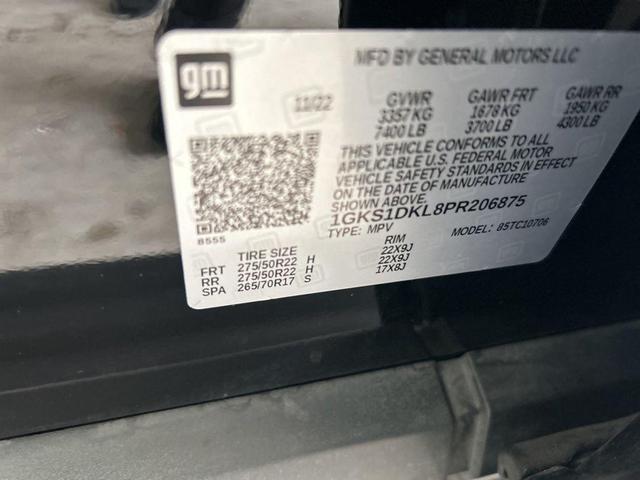 gm
MFD BY GENERAL MOTORS LLC
11/22 GVWR GAWR FRT GAWR RR
3357 KG 1678 KG 1950 KG
7400 LB 3700 LB 4300 LB
THIS VEHICLE CONFORMS TO ALL
APPLICABLE U.S. FEDERAL MOTOR
VEHICLE SAFETY STANDARDS IN EFFECT
ON THE DATE OF MANUFACTURE
SHOWN ABOVE.
1GKS1DKL8PR206875
TYPE: MPV MODEL: 85TC10706
B555
TIRE SIZE RIM
FRT 275/50R22 H 22X9J
RR 275/50R22 H 22X9J
SPA 265/70R17 S 17X8J